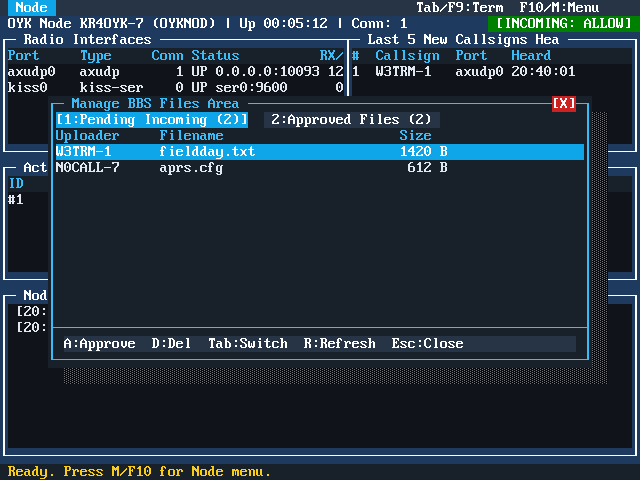 Node Tab/F9:Term F10/M:Menu
OYK Node KR4OYK-7 (OYKNOD) | Up 00:05:12 | Conn: 1 [INCOMING: ALLOW]
Radio Interfaces Last 5 New Callsigns Hea
Port Type Conn Status RX/ # Callsign Port Heard
axudp0 axudp 1 UP 0.0.0.0:10093 12 1 W3TRM-1 axudp0 20:40:01
kiss0 kiss-ser 0 UP ser0:9600 0
Manage BBS Files Area [X]
[1:Pending Incoming (2)] 2:Approved Files (2)
Uploader Filename Size
W3TRM-1 fieldday.txt 1420 B
N0CALL-7 aprs.cfg 612 B
Act
ID
#1
Nod
[20:
[20:
A:Approve D:Del Tab:Switch R:Refresh Esc:Close
Ready. Press M/F10 for Node menu.